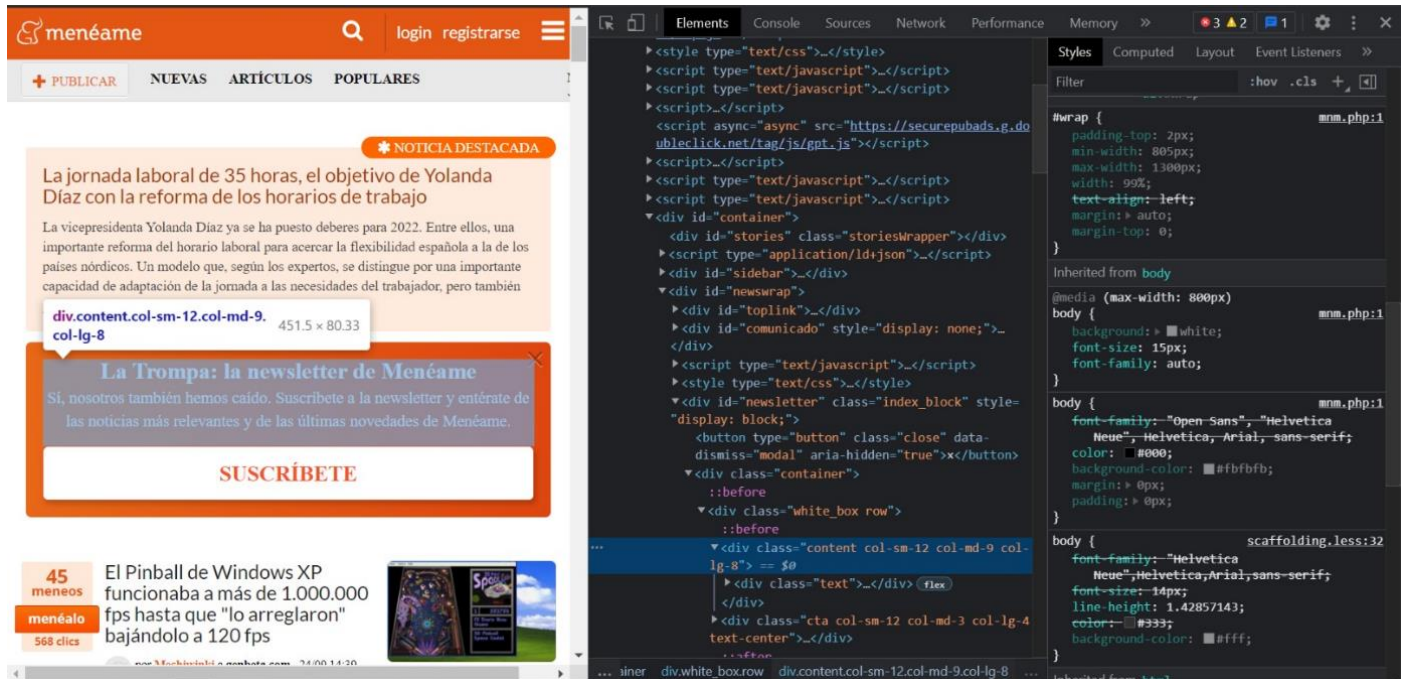 menéame
login registrarse
+ PUBLICAR NUEVAS ARTÍCULOS POPULARES
✱ NOTICIA DESTACADA
La jornada laboral de 35 horas, el objetivo de Yolanda
Díaz con la reforma de los horarios de trabajo
La vicepresidenta Yolanda Díaz ya se ha puesto deberes para 2022. Entre ellos, una
importante reforma del horario laboral para acercar la flexibilidad española a la de los
países nórdicos. Un modelo que, según los expertos, se distingue por una importante
capacidad de adaptación de la jornada a las necesidades del trabajador, pero también
div.content.col-sm-12.col-md-9.
col-lg-8
451.5 × 80.33
La Trompa: la newsletter de Menéame
Sí, nosotros también hemos caído. Suscríbete a la newsletter y entérate de
las noticias más relevantes y de las últimas novedades de Menéame.
SUSCRÍBETE
45
meneos
menéalo
568 clics
El Pinball de Windows XP
funcionaba a más de 1.000.000
fps hasta que "lo arreglaron"
bajándolo a 120 fps
Elements Console Sources Network Performance Memory » 3 2 1
<style type="text/css">…</style>
<script type="text/javascript">…</script>
<script type="text/javascript">…</script>
<script>…</script>
<script async="async" src="https://securepubads.g.do
ubleclick.net/tag/js/gpt.js"></script>
<script>…</script>
<script type="text/javascript">…</script>
<script type="text/javascript">…</script>
<script type="text/javascript">…</script>
<div id="container">
<div id="stories" class="storiesWrapper"></div>
<script type="application/ld+json">…</script>
<div id="sidebar">…</div>
<div id="newswrap">
<div id="toplink">…</div>
<div id="comunicado" style="display: none;">…
</div>
<script type="text/javascript">…</script>
<style type="text/css">…</style>
<div id="newsletter" class="index_block" style=
"display: block;">
<button type="button" class="close" data-
dismiss="modal" aria-hidden="true">×</button>
<div class="container">
::before
<div class="white_box row">
::before
<div class="content col-sm-12 col-md-9 col-
lg-8"> == $0
<div class="text">…</div> flex
</div>
<div class="cta col-sm-12 col-md-3 col-lg-4
text-center">…</div>
::after
… ainer div.white_box.row div.content.col-sm-12.col-md-9.col-lg-8 …
Styles Computed Layout Event Listeners »
Filter :hov .cls +
#wrap { mnm.php:1
padding-top: 2px;
min-width: 805px;
max-width: 1300px;
width: 99%;
text-align: left;
margin: auto;
margin-top: 0;
}
Inherited from body
@media (max-width: 800px)
body { mnm.php:1
background: white;
font-size: 15px;
font-family: auto;
}
body { mnm.php:1
font-family: "Open Sans", "Helvetica
Neue", Helvetica, Arial, sans-serif;
color: #000;
background-color: #fbfbfb;
margin: 0px;
padding: 0px;
}
body { scaffolding.less:32
font-family: "Helvetica
Neue",Helvetica,Arial,sans-serif;
font-size: 14px;
line-height: 1.42857143;
color: #333;
background-color: #fff;
}